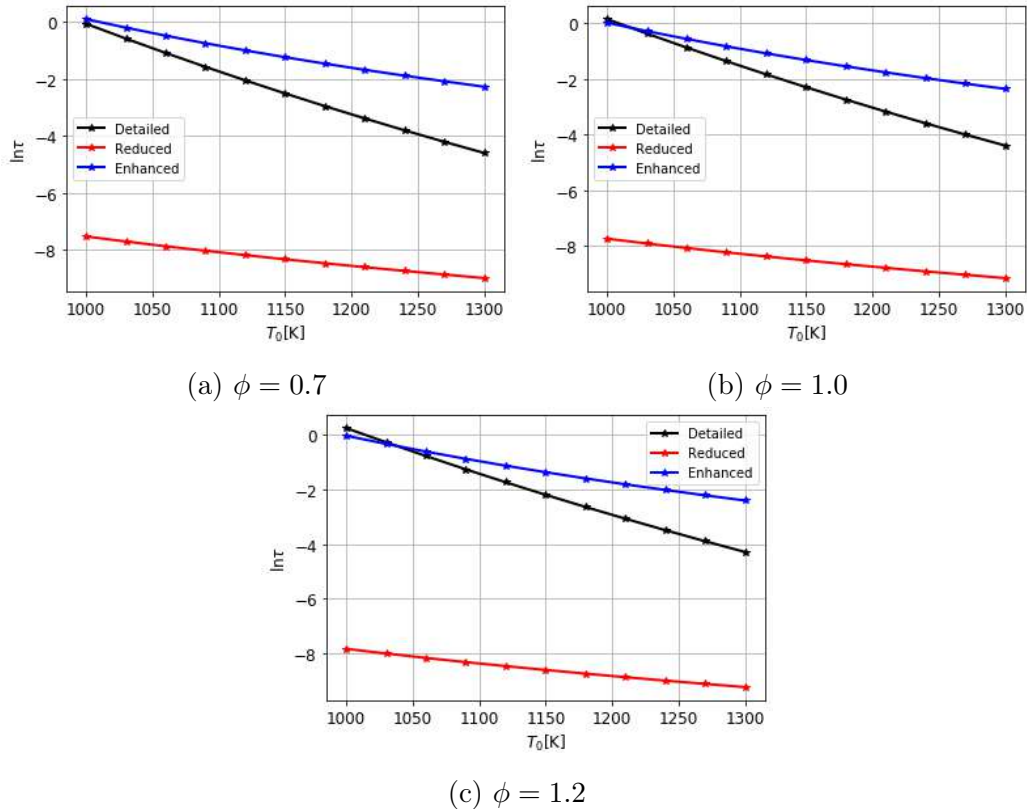 0
−2
−4
−6
−8
lnτ
Detailed
Reduced
Enhanced
1000 1050 1100 1150 1200 1250 1300
T₀[K]
(a) ϕ = 0.7
0
−2
−4
−6
−8
lnτ
Detailed
Reduced
Enhanced
1000 1050 1100 1150 1200 1250 1300
T₀[K]
(b) ϕ = 1.0
0
−2
−4
−6
−8
lnτ
Detailed
Reduced
Enhanced
1000 1050 1100 1150 1200 1250 1300
T₀[K]
(c) ϕ = 1.2